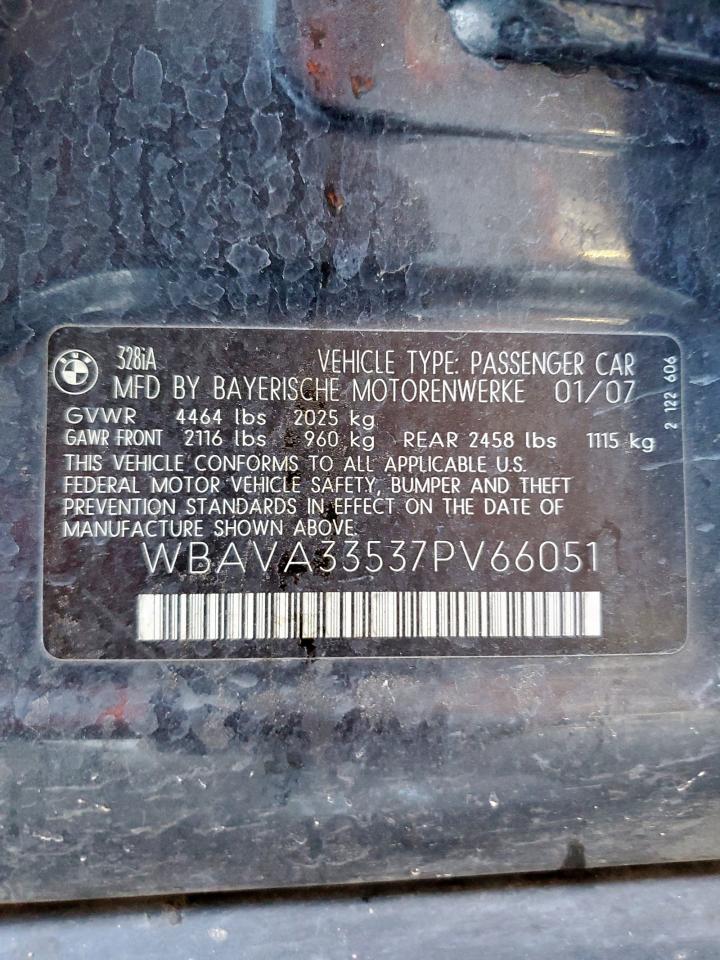 BMW
328iA VEHICLE TYPE: PASSENGER CAR
MFD BY BAYERISCHE MOTORENWERKE 01/07
GVWR 4464 lbs 2025 kg
GAWR FRONT 2116 lbs 960 kg REAR 2458 lbs 1115 kg
THIS VEHICLE CONFORMS TO ALL APPLICABLE U.S.
FEDERAL MOTOR VEHICLE SAFETY, BUMPER AND THEFT
PREVENTION STANDARDS IN EFFECT ON THE DATE OF
MANUFACTURE SHOWN ABOVE.
WBAVA33537PV66051
2 122 606